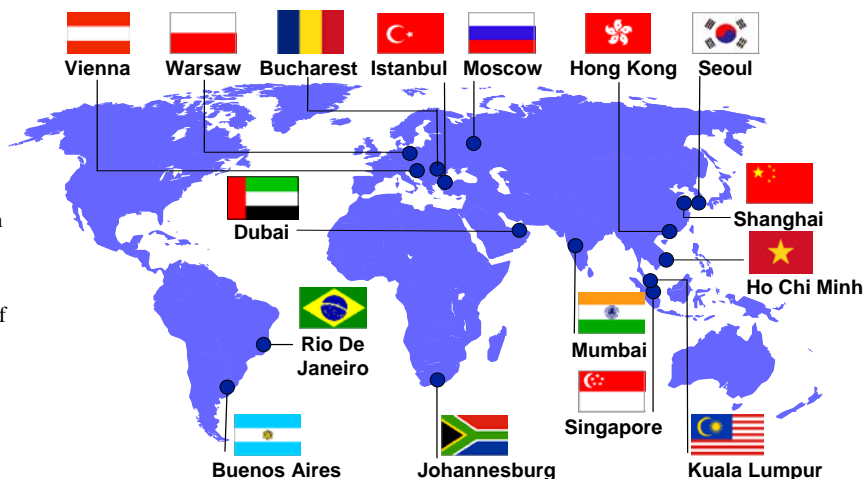 Vienna Warsaw Bucharest Istanbul Moscow Hong Kong Seoul
Shanghai
Dubai
Ho Chi Minh
of
Rio De
Janeiro
Mumbai
Singapore
Buenos Aires Johannesburg Kuala Lumpur